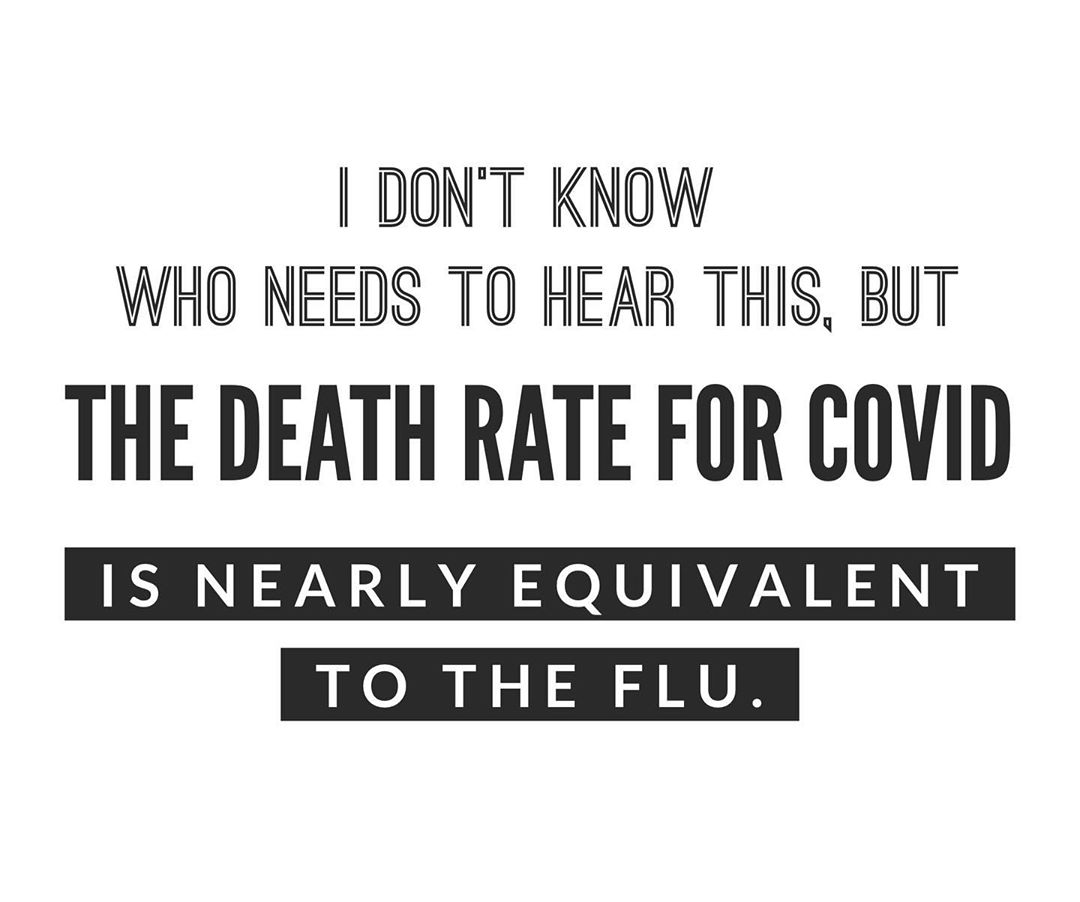 I DON'T KNOW
WHO NEEDS TO HEAR THIS, BUT
THE DEATH RATE FOR COVID
IS NEARLY EQUIVALENT
TO THE FLU.